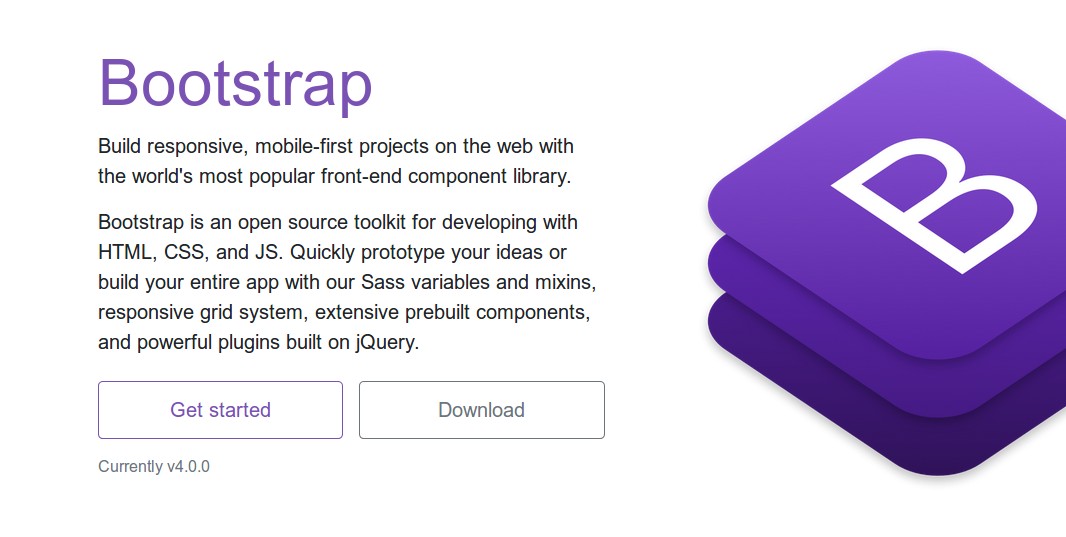 Bootstrap
Build responsive, mobile-first projects on the web with
the world's most popular front-end component library.
Bootstrap is an open source toolkit for developing with
HTML, CSS, and JS. Quickly prototype your ideas or
build your entire app with our Sass variables and mixins,
responsive grid system, extensive prebuilt components,
and powerful plugins built on jQuery.
Get started
Download
Currently v4.0.0
B